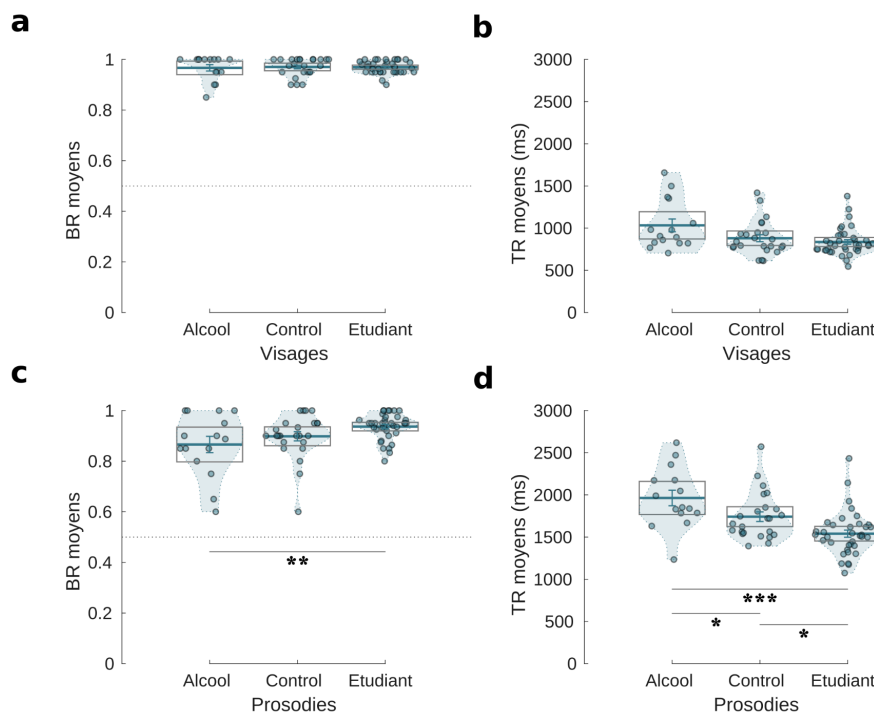 a
1
0.8
0.6
0.4
0.2
0
BR moyens
Alcool Control Etudiant
Visages
b
3000
2500
2000
1500
1000
500
0
TR moyens (ms)
Alcool Control Etudiant
Visages
c
1
0.8
0.6
0.4
0.2
0
BR moyens
**
Alcool Control Etudiant
Prosodies
d
3000
2500
2000
1500
1000
500
0
TR moyens (ms)
***
* *
Alcool Control Etudiant
Prosodies